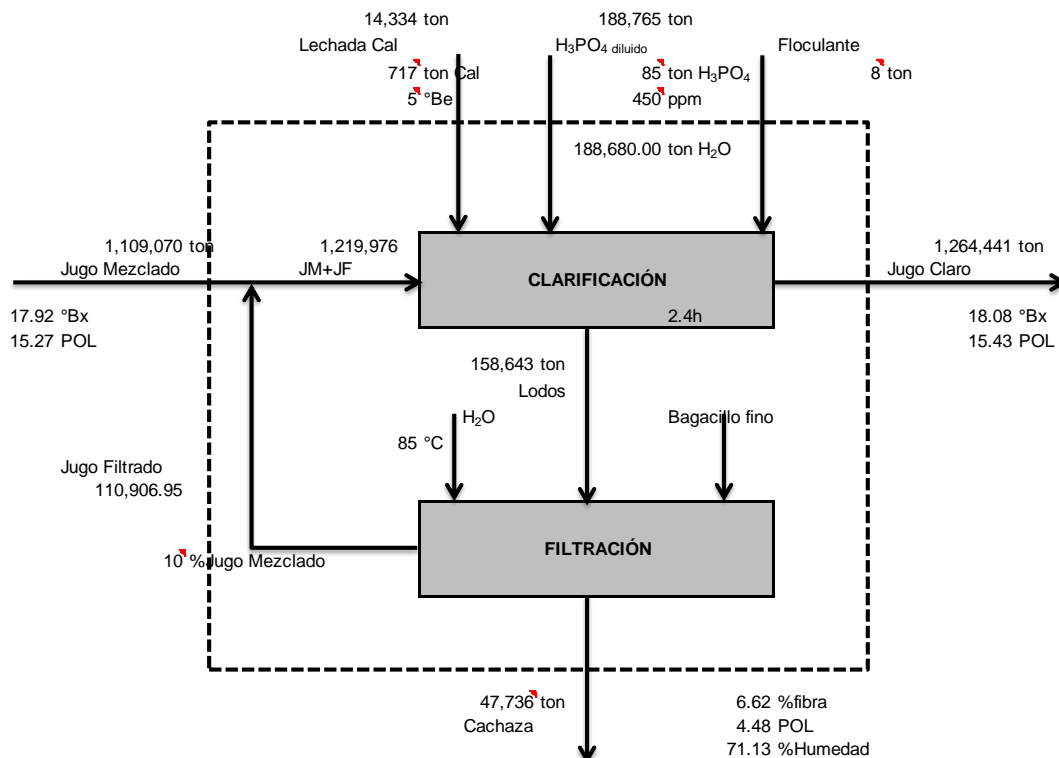 14,334 ton
188,765 ton
Lechada Cal
H₃PO₄ diluido
Floculante
717 ton Cal
85 ton H₃PO₄
8 ton
5 °Be
450 ppm
188,680.00 ton H₂O
1,109,070 ton
1,219,976
1,264,441 ton
Jugo Mezclado
JM+JF
CLARIFICACIÓN
Jugo Claro
17.92 °Bx
2.4h
18.08 °Bx
15.27 POL
15.43 POL
158,643 ton
Lodos
H₂O
Bagacillo fino
85 °C
Jugo Filtrado
110,906.95
FILTRACIÓN
10 %Jugo Mezclado
47,736 ton
6.62 %fibra
Cachaza
4.48 POL
71.13 %Humedad